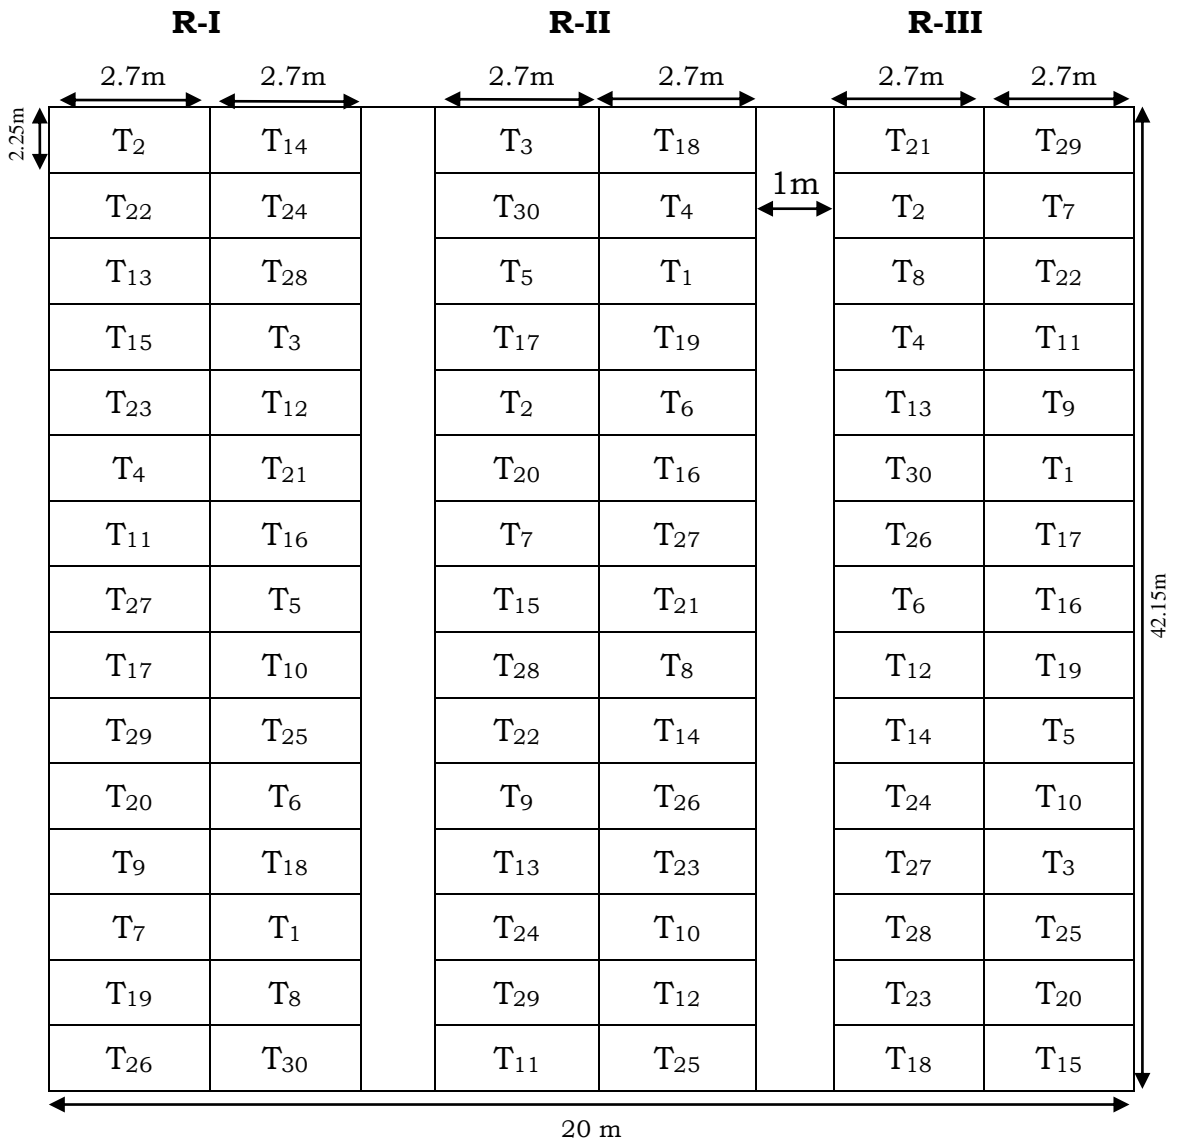 R-I R-II R-III
2.7m 2.7m 2.7m 2.7m 2.7m 2.7m
2.25m
T2 T14 T3 T18 T21 T29
1m
T22 T24 T30 T4 T2 T7
T13 T28 T5 T1 T8 T22
T15 T3 T17 T19 T4 T11
T23 T12 T2 T6 T13 T9
T4 T21 T20 T16 T30 T1
T11 T16 T7 T27 T26 T17
T27 T5 T15 T21 T6 T16
42.15m
T17 T10 T28 T8 T12 T19
T29 T25 T22 T14 T14 T5
T20 T6 T9 T26 T24 T10
T9 T18 T13 T23 T27 T3
T7 T1 T24 T10 T28 T25
T19 T8 T29 T12 T23 T20
T26 T30 T11 T25 T18 T15
20 m